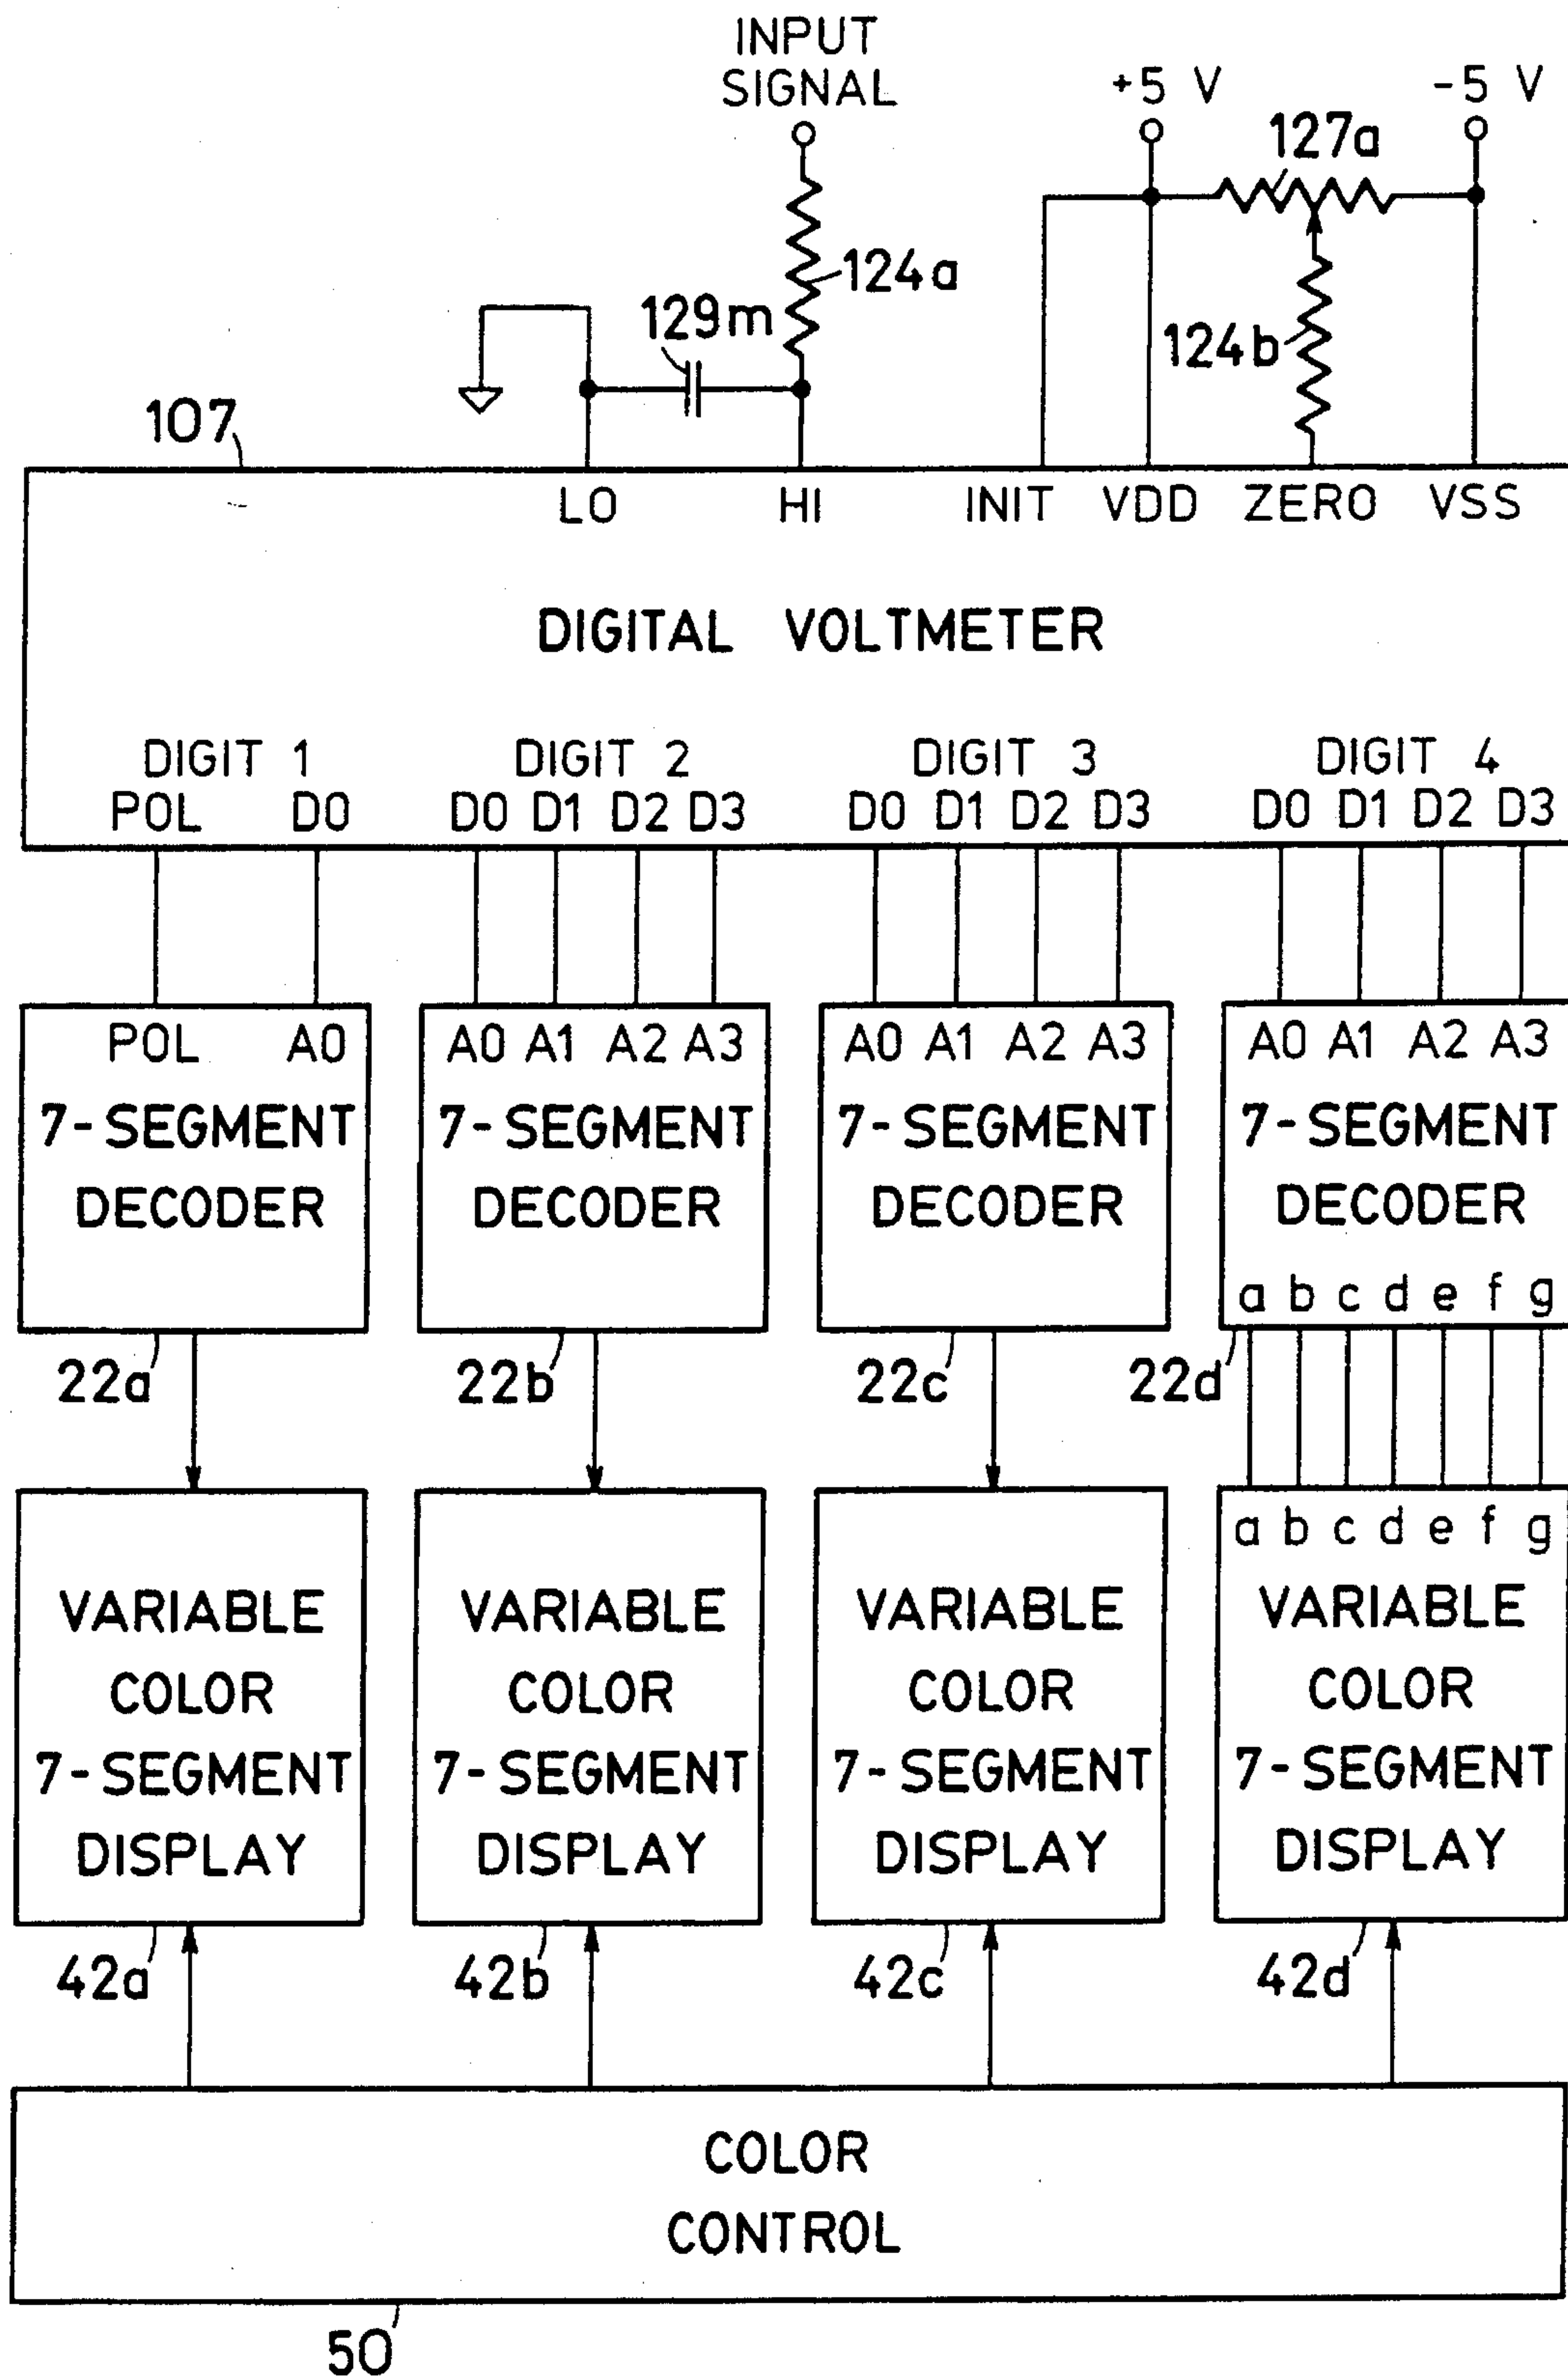 INPUT
SIGNAL
+5 V
-5 V
127a
124a
129m
124b
107
LO HI INIT VDD ZERO VSS
DIGITAL VOLTMETER
DIGIT 1 DIGIT 2 DIGIT 3 DIGIT 4
POL D0 D0 D1 D2 D3 D0 D1 D2 D3 D0 D1 D2 D3
POL A0 A0 A1 A2 A3 A0 A1 A2 A3 A0 A1 A2 A3
7-SEGMENT 7-SEGMENT 7-SEGMENT 7-SEGMENT
DECODER DECODER DECODER DECODER
a b c d e f g
22a 22b 22c 22d
a b c d e f g
VARIABLE VARIABLE VARIABLE VARIABLE
COLOR COLOR COLOR COLOR
7-SEGMENT 7-SEGMENT 7-SEGMENT 7-SEGMENT
DISPLAY DISPLAY DISPLAY DISPLAY
42a 42b 42c 42d
COLOR
CONTROL
50